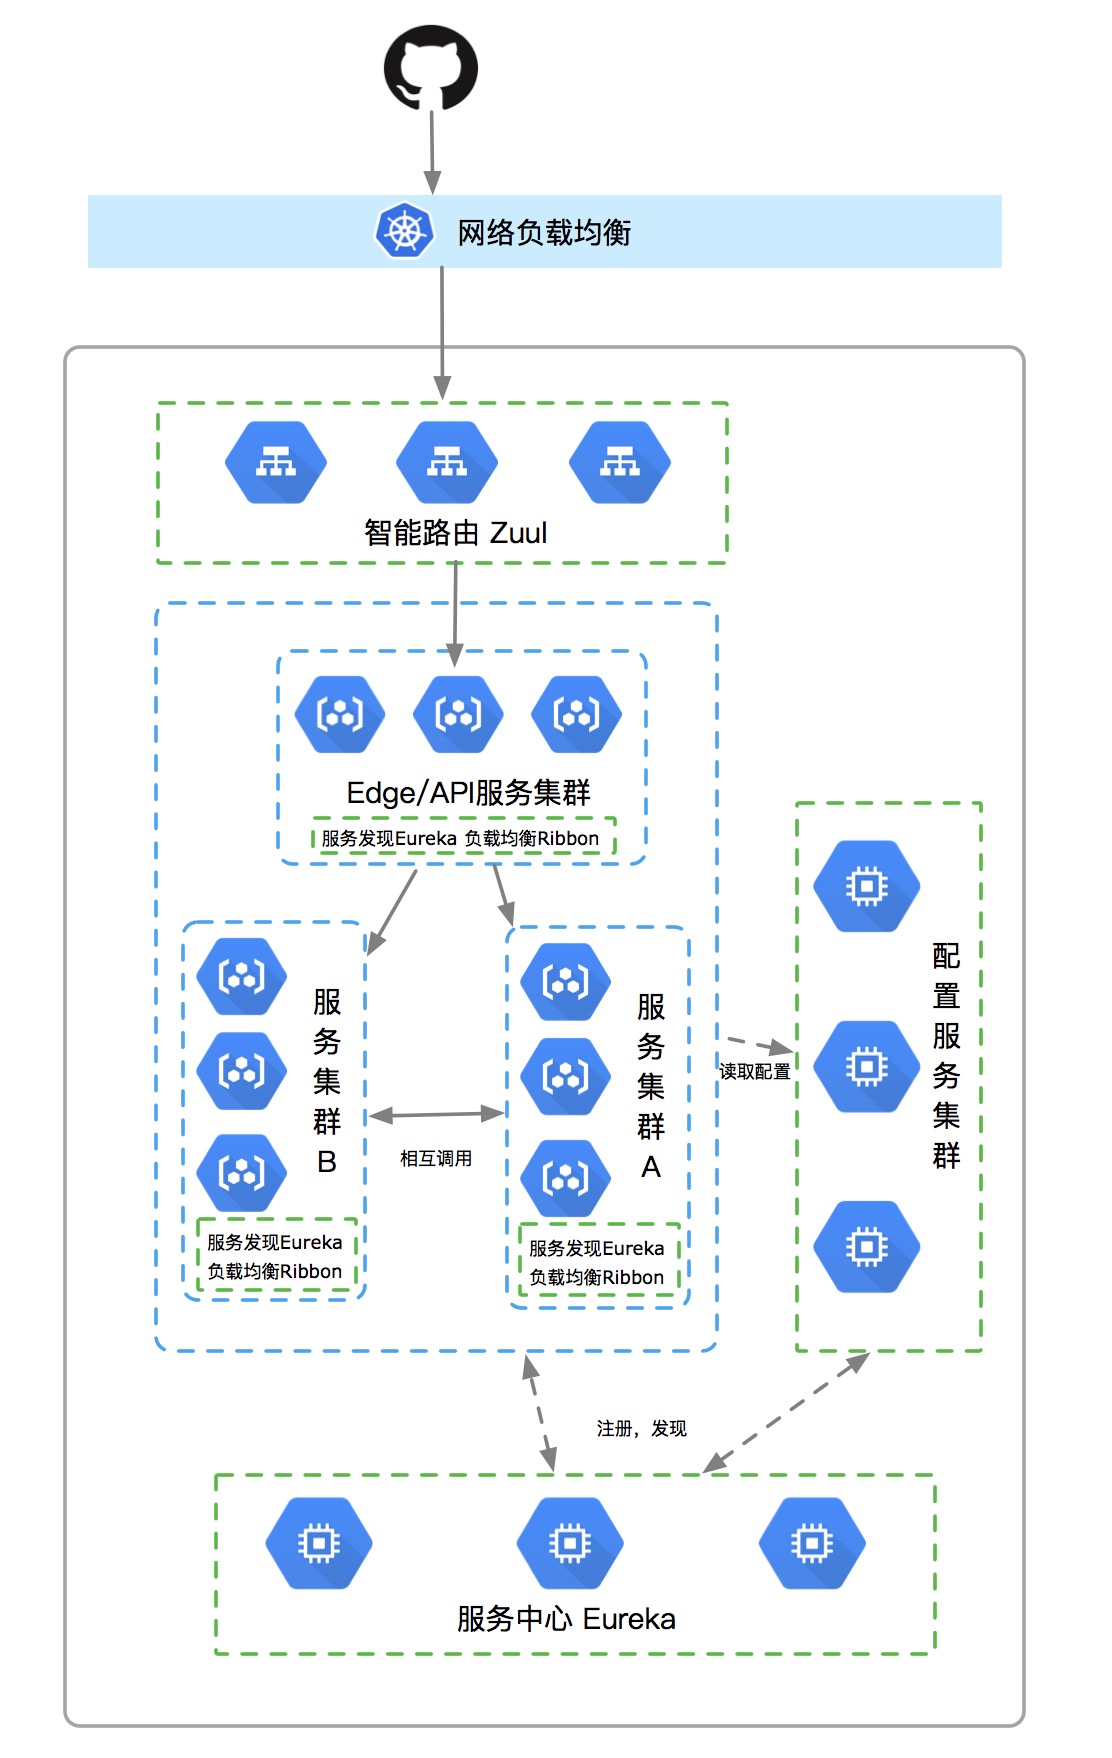 网络负载均衡
智能路由 Zuul
Edge/API服务集群
服务发现Eureka 负载均衡Ribbon
服务集群B
服务发现Eureka
负载均衡Ribbon
相互调用
服务集群A
服务发现Eureka
负载均衡Ribbon
读取配置
配置服务集群
注册，发现
服务中心 Eureka